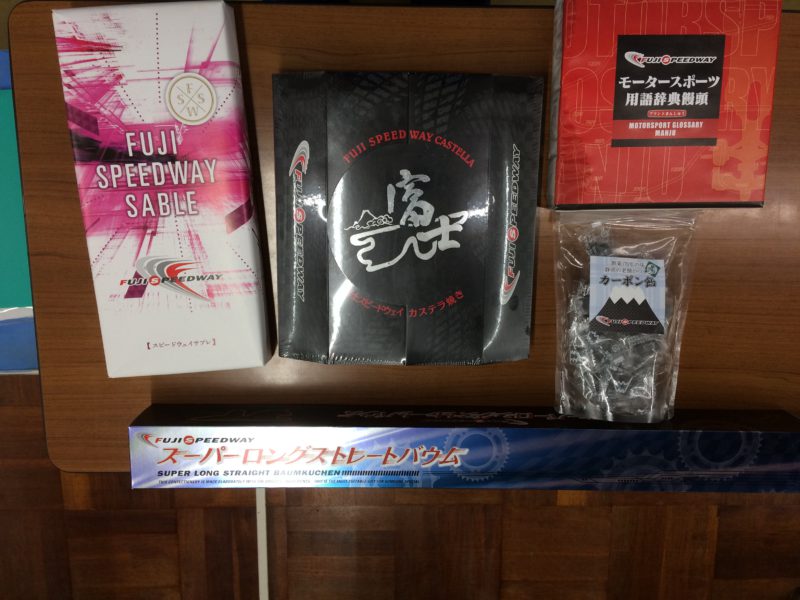 F
S S
W
FUJI
SPEEDWAY
SABLE
FUJI SPEEDWAY
【スピードウェイサブレ】
FUJI SPEEDWAY CASTELLA
FUJI SPEEDWAY
富士
FUJI SPEEDWAY
スピードウェイ カステラ焼き
FUJI SPEEDWAY
モータースポーツ
用語辞典饅頭
MOTORSPORT GLOSSARY
MANJU
カーボン飴
FUJI SPEEDWAY
FUJI SPEEDWAY
スーパーロングストレートバウム
SUPER LONG STRAIGHT BAUMKUCHEN